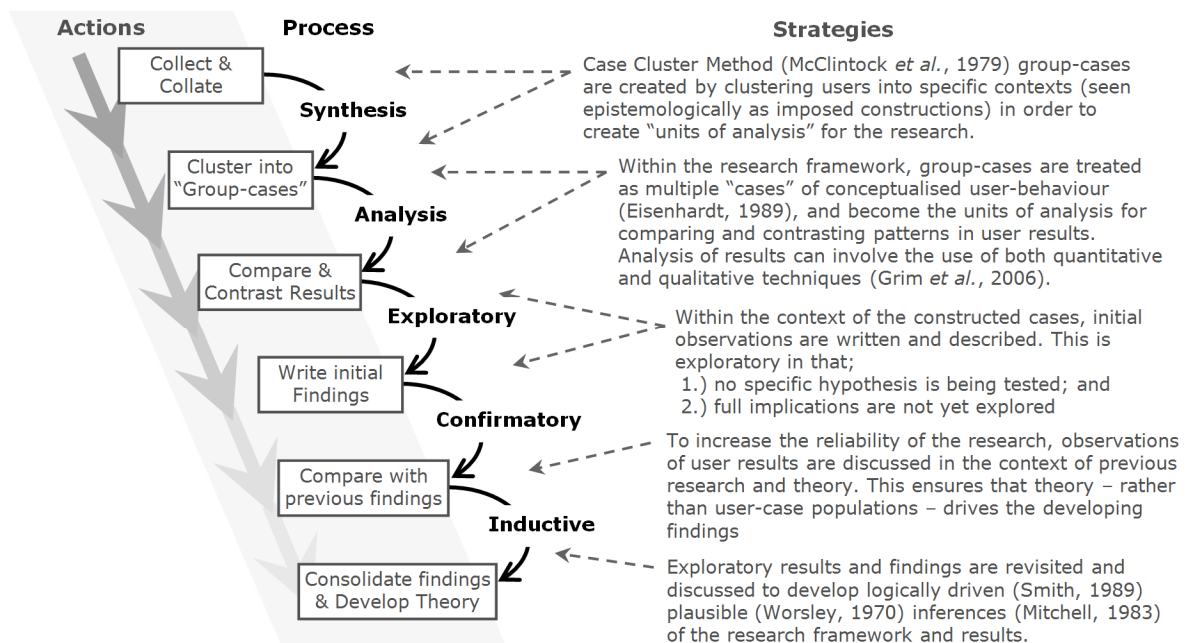 Actions
Process
Strategies
Collect &
Collate
Synthesis
Case Cluster Method (McClintock et al., 1979) group-cases
are created by clustering users into specific contexts (seen
epistemologically as imposed constructions) in order to
create “units of analysis” for the research.
Cluster into
“Group-cases”
Analysis
Within the research framework, group-cases are treated
as multiple “cases” of conceptualised user-behaviour
(Eisenhardt, 1989), and become the units of analysis for
comparing and contrasting patterns in user results.
Analysis of results can involve the use of both quantitative
and qualitative techniques (Grim et al., 2006).
Compare &
Contrast Results
Exploratory
Within the context of the constructed cases, initial
observations are written and described. This is
exploratory in that;
1.) no specific hypothesis is being tested; and
2.) full implications are not yet explored
Write initial
Findings
Confirmatory
To increase the reliability of the research, observations
of user results are discussed in the context of previous
research and theory. This ensures that theory – rather
than user-case populations – drives the developing
findings
Compare with
previous findings
Inductive
Exploratory results and findings are revisited and
discussed to develop logically driven (Smith, 1989)
plausible (Worsley, 1970) inferences (Mitchell, 1983)
of the research framework and results.
Consolidate findings
& Develop Theory